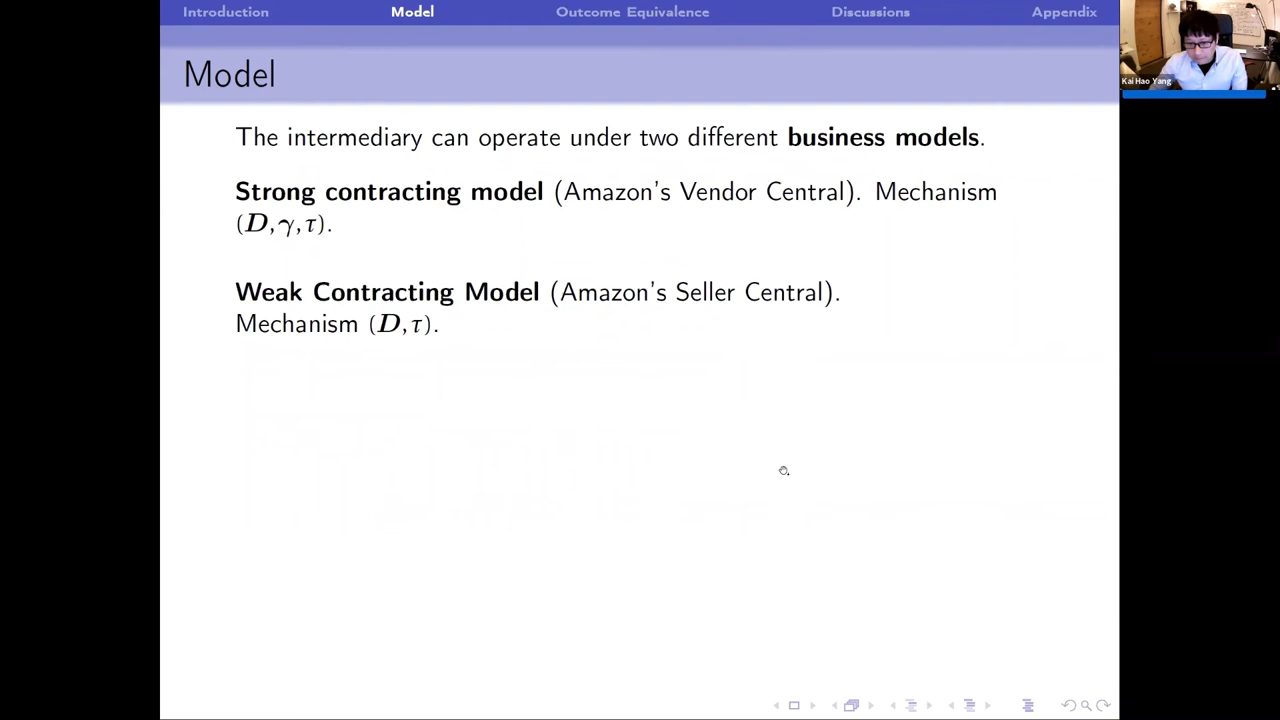 Introduction Model Outcome Equivalence Discussions Appendix
Model
The intermediary can operate under two different business models.
Strong contracting model (Amazon's Vendor Central). Mechanism
(D, γ, τ).
Weak Contracting Model (Amazon's Seller Central).
Mechanism (D, τ).
Kai Hao Yang